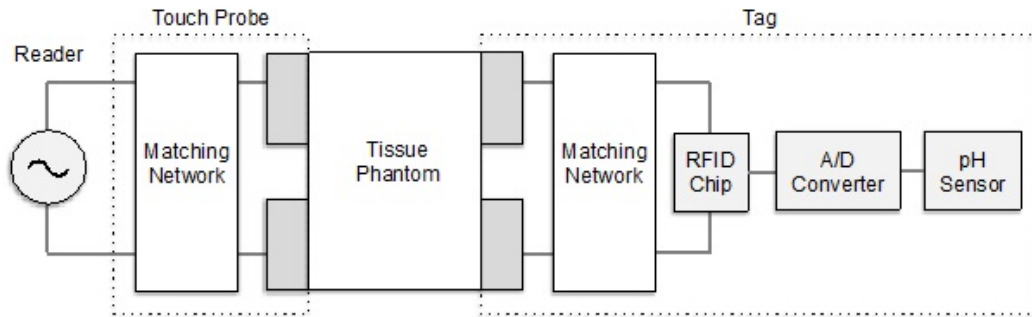 Touch Probe
Tag
Reader
Matching
Network
Tissue
Phantom
Matching
Network
RFID
Chip
A/D
Converter
pH
Sensor